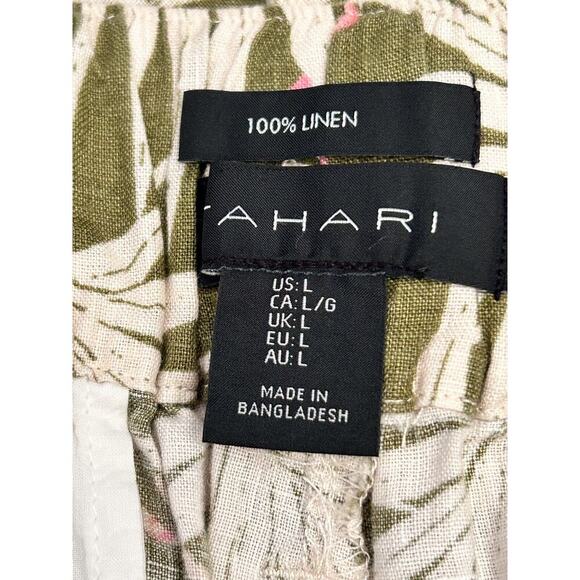 100% LINEN
TAHARI
US: L
CA: L/G
UK: L
EU: L
AU: L
MADE IN
BANGLADESH